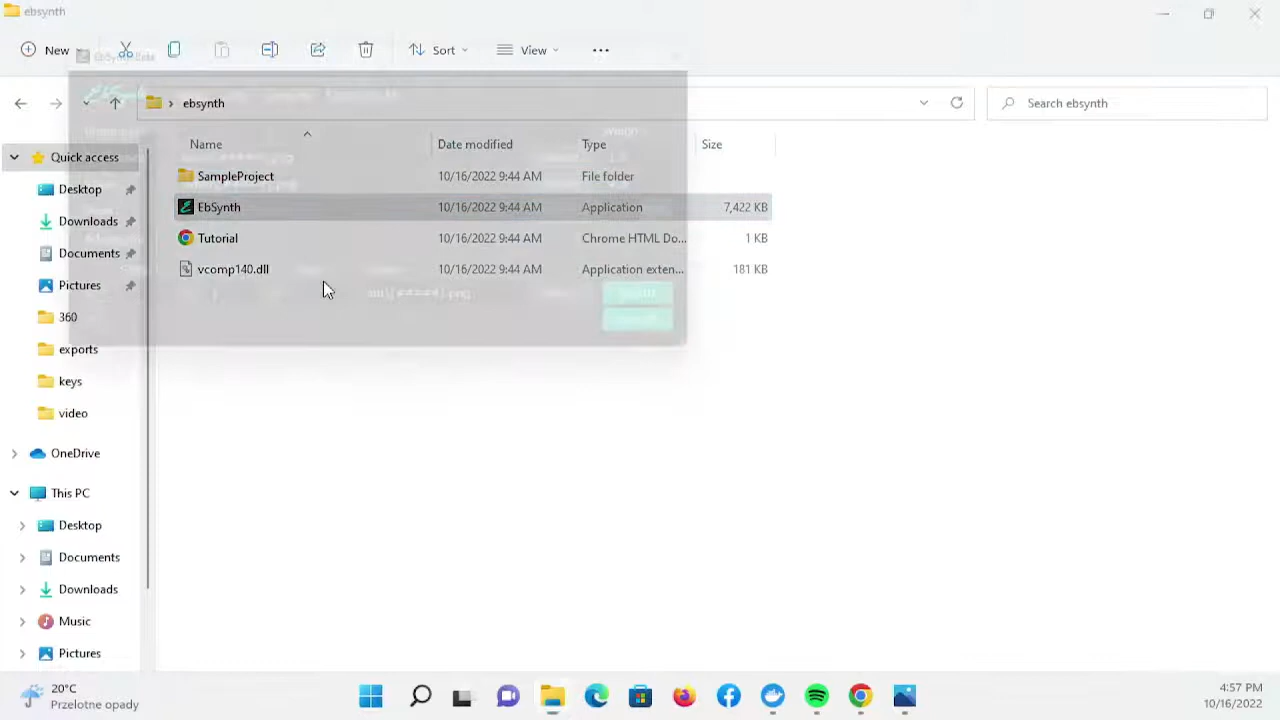 ebsynth
New
Sort
View
ebsynth
Search ebsynth
Name
Date modified
Type
Size
Quick access
SampleProject
10/16/2022 9:44 AM
File folder
Desktop
EbSynth
10/16/2022 9:44 AM
Application
7,422 KB
Downloads
Tutorial
10/16/2022 9:44 AM
Chrome HTML Do...
1 KB
Documents
vcomp140.dll
10/16/2022 9:44 AM
Application exten...
181 KB
Pictures
360
exports
keys
video
OneDrive
This PC
Desktop
Documents
Downloads
Music
Pictures
20°C
Przelotne opady
4:57 PM
10/16/2022